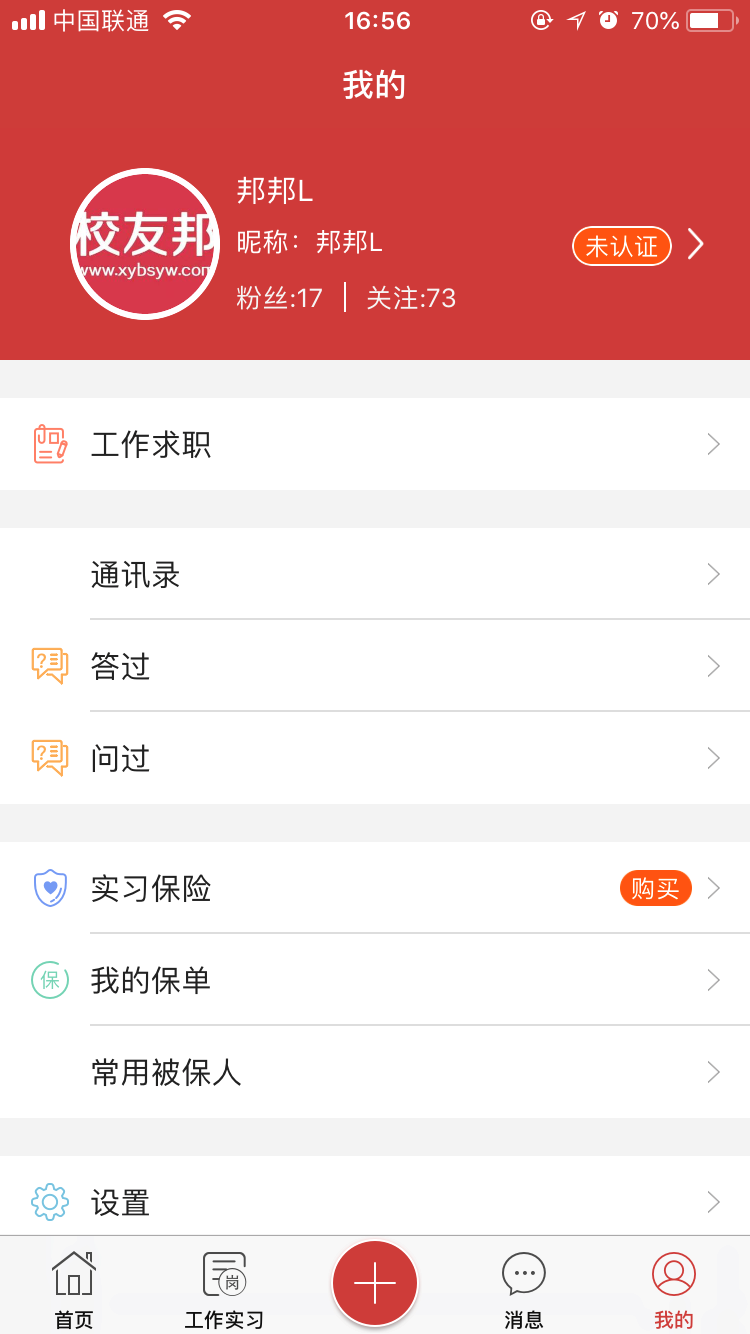 中国联通
16:56
70%
我的
校友邦
www.xybsyw.com
邦邦L
昵称：邦邦L
粉丝:17
关注:73
未认证
工作求职
通讯录
答过
问过
实习保险
购买
保
我的保单
常用被保人
设置
岗
首页
工作实习
消息
我的